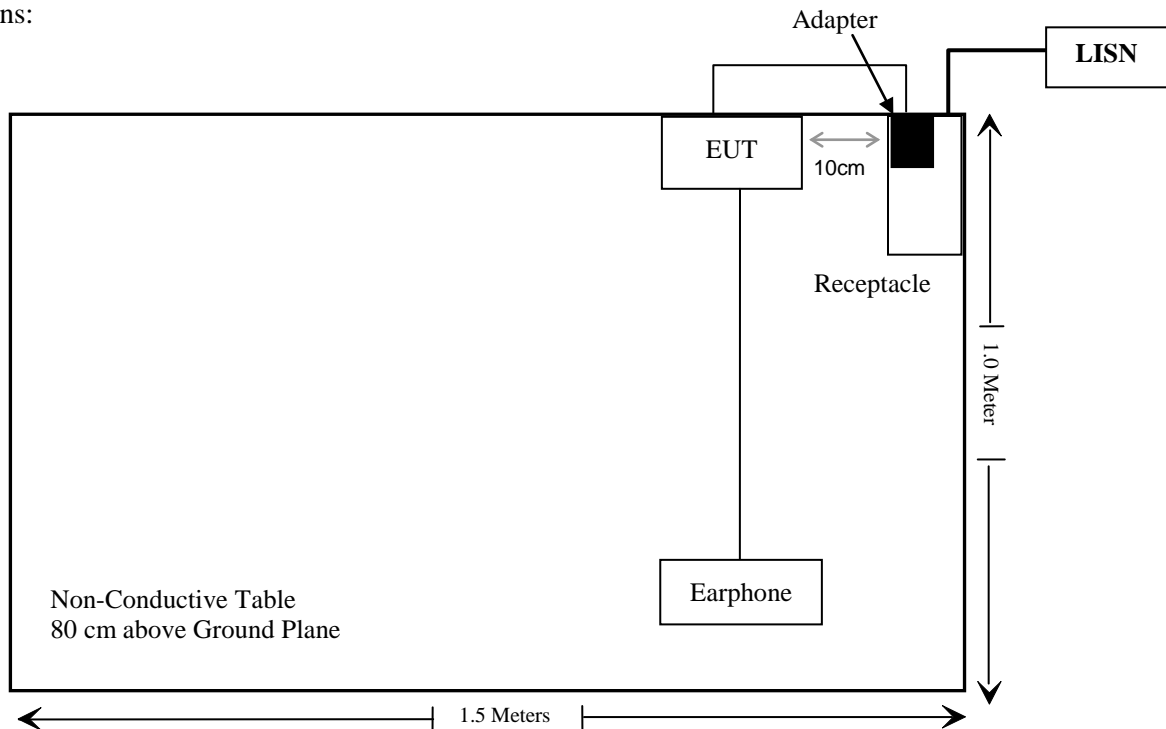 ns:
Adapter
LISN
EUT
10cm
Receptacle
1.0 Meter
Earphone
Non-Conductive Table
80 cm above Ground Plane
1.5 Meters